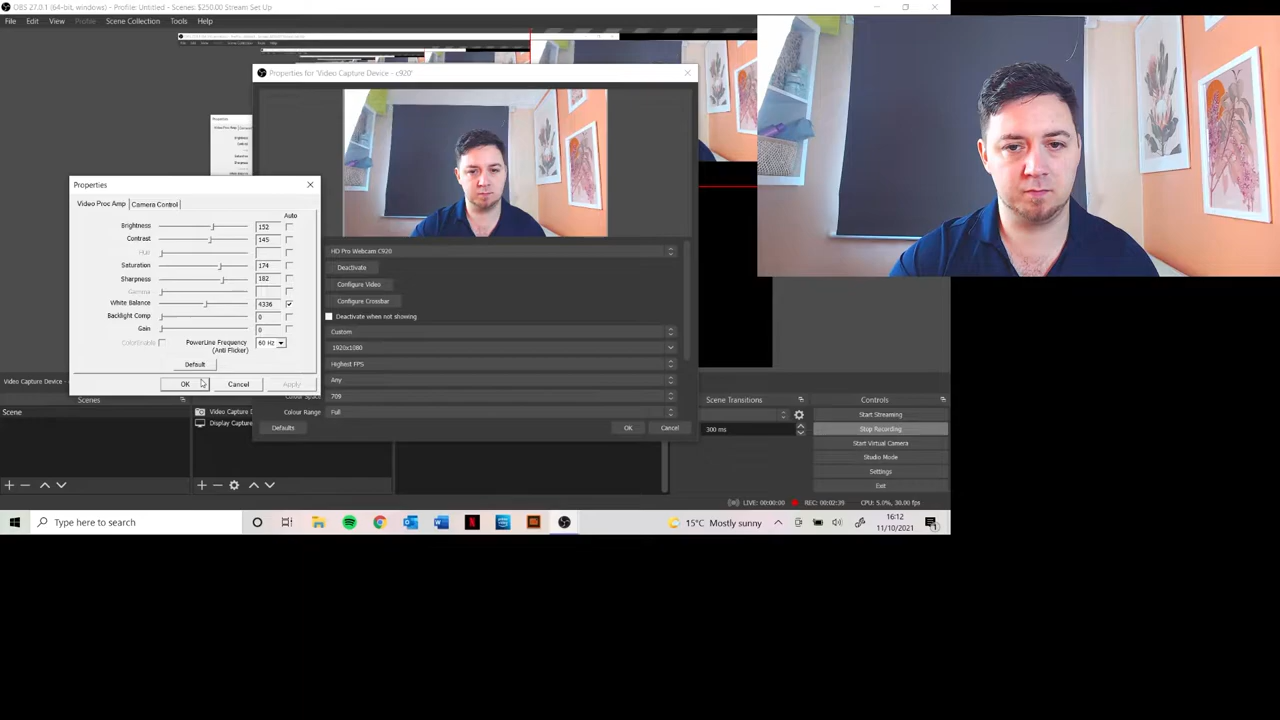 OBS 27.0.1 (64-bit, windows) - Profile: Untitled - Scenes: $250.00 Stream Set Up
File Edit View Profile Scene Collection Tools Help
Properties for 'Video Capture Device - c920'
Properties
Video Proc Amp Camera Control
Auto
Brightness 152
Contrast 145
Hue
Saturation 174
Sharpness 182
Gamma
White Balance 4336
Backlight Comp 0
Gain 0
ColorEnable PowerLine Frequency 60 Hz
(Anti Flicker)
Default
OK Cancel Apply
HD Pro Webcam C920
Deactivate
Configure Video
Configure Crossbar
Deactivate when not showing
Custom
1920x1080
Highest FPS
Any
709
Colour Range Full
Defaults OK Cancel
Video Capture Device -
Scenes
Scene
Video Capture D
Display Capture
Scene Transitions
300 ms
Controls
Start Streaming
Stop Recording
Start Virtual Camera
Studio Mode
Settings
Exit
LIVE: 00:00:00 REC: 00:02:39 CPU: 5.0%, 30.00 fps
Type here to search
15°C Mostly sunny
16:12
11/10/2021